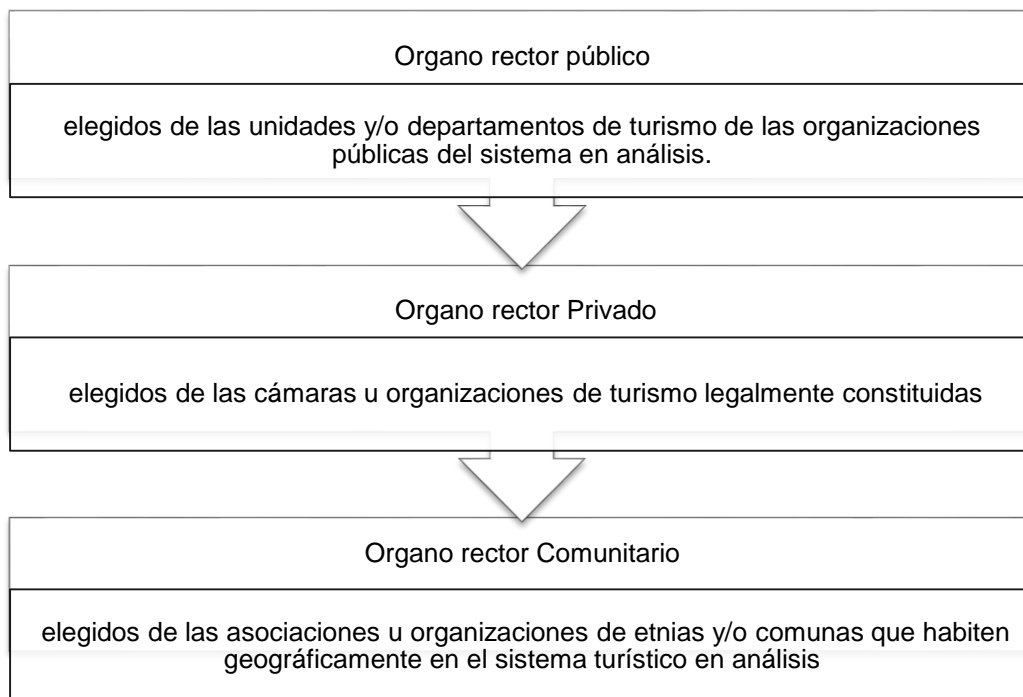 Organo rector público
elegidos de las unidades y/o departamentos de turismo de las organizaciones
públicas del sistema en análisis.
Organo rector Privado
elegidos de las cámaras u organizaciones de turismo legalmente constituidas
Organo rector Comunitario
elegidos de las asociaciones u organizaciones de etnias y/o comunas que habiten
geográficamente en el sistema turístico en análisis